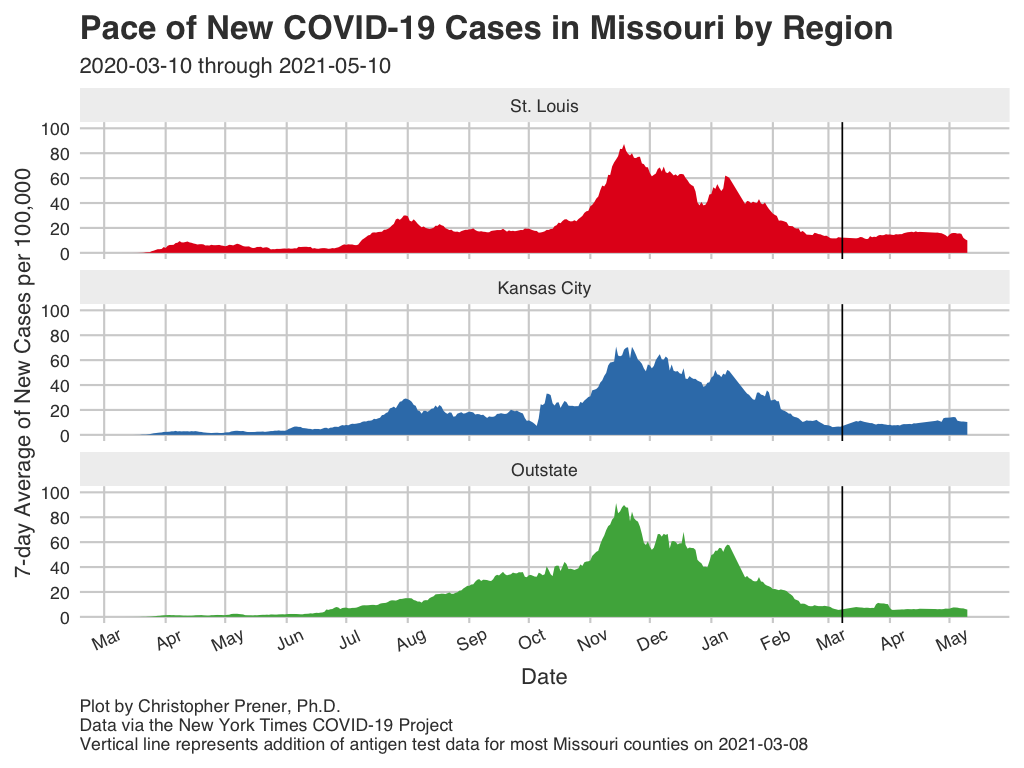 Pace of New COVID-19 Cases in Missouri by Region
2020-03-10 through 2021-05-10
7-day Average of New Cases per 100,000
St. Louis
100
80
60
40
20
0
Kansas City
100
80
60
40
20
0
Outstate
100
80
60
40
20
0
Mar Apr May Jun Jul Aug Sep Oct Nov Dec Jan Feb Mar Apr May
Date
Plot by Christopher Prener, Ph.D.
Data via the New York Times COVID-19 Project
Vertical line represents addition of antigen test data for most Missouri counties on 2021-03-08